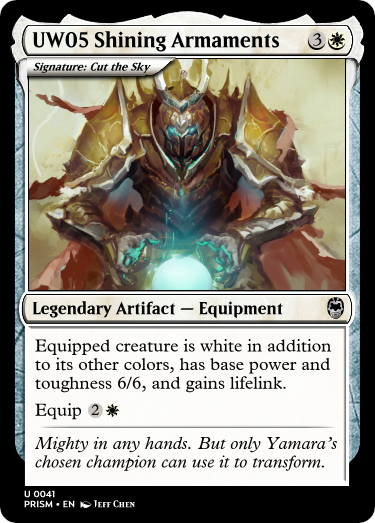 UW05 Shining Armaments 3
Signature: Cut the Sky
Legendary Artifact — Equipment
Equipped creature is white in addition
to its other colors, has base power and
toughness 6/6, and gains lifelink.
Equip 2
Mighty in any hands. But only Yamara's
chosen champion can use it to transform.
U 0041
PRISM • EN Jeff Chen